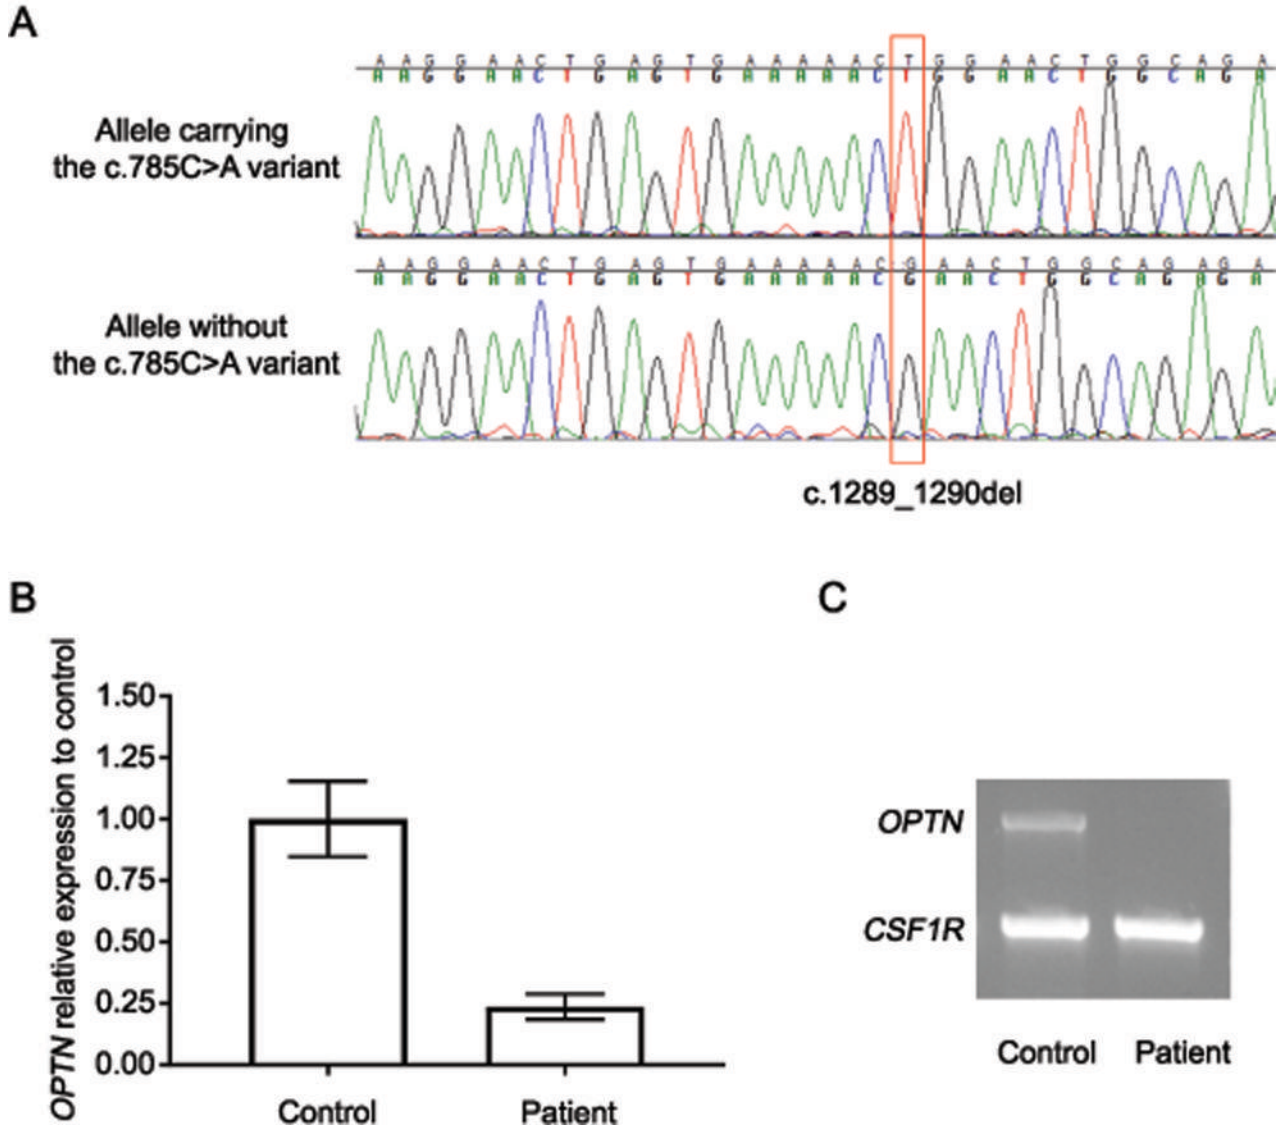 A
A A G G A A C T G A G T G A A A A A C T G G A A C T G G C A G A
A A G G A A C T G A G T G A A A A A C T G G A A C T G G C A G A
Allele carrying
the c.785C>A variant
A A G G A A C T G A G T G A A A A A C - G A A C T G G C A G A G A
A A G G A A C T G A G T G A A A A A C G A A C T G G C A G A G A
Allele without
the c.785C>A variant
c.1289_1290del
B
OPTN relative expression to control
1.50
1.25
1.00
0.75
0.50
0.25
0.00
Control
Patient
C
OPTN
CSF1R
Control
Patient